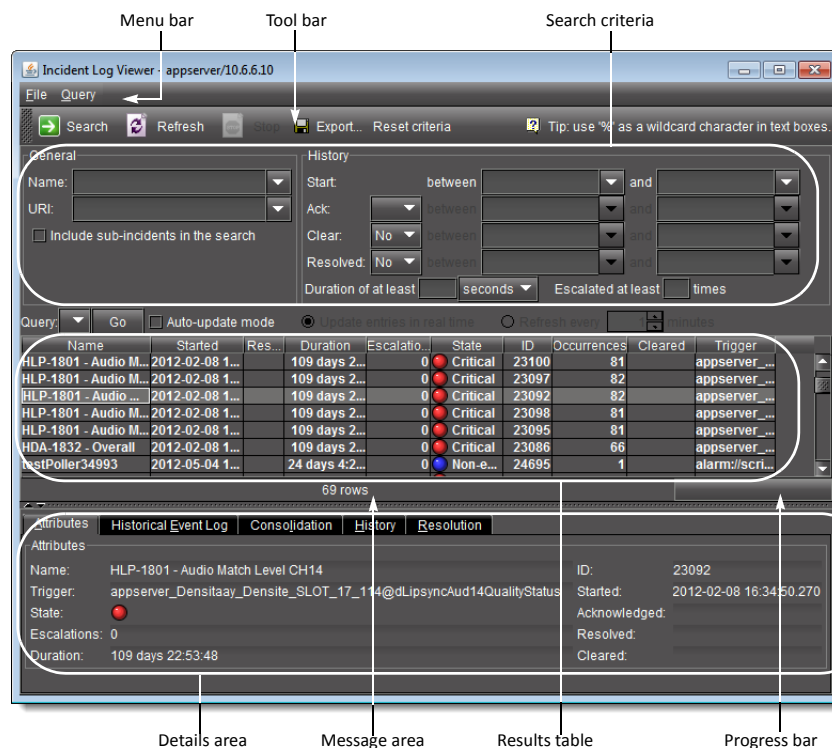 Menu bar Tool bar Search criteria
Incident Log Viewer - appserver/10.6.6.10
File Query
Search Refresh Stop Export... Reset criteria Tip: use '%' as a wildcard character in text boxes.
General History
Name: Start: between and
URI: Ack: between and
Include sub-incidents in the search Clear: No between and
Resolved: No between and
Duration of at least seconds Escalated at least times
Query: Go Auto-update mode Update entries in real time Refresh every minutes
Name Started Res... Duration Escalatio... State ID Occurrences Cleared Trigger
HLP-1801 - Audio M... 2012-02-08 1... 109 days 2... 0 Critical 23100 81 appserver_...
HLP-1801 - Audio M... 2012-02-08 1... 109 days 2... 0 Critical 23097 82 appserver_...
HLP-1801 - Audio ... 2012-02-08 1... 109 days 2... 0 Critical 23092 82 appserver_...
HLP-1801 - Audio M... 2012-02-08 1... 109 days 2... 0 Critical 23098 81 appserver_...
HLP-1801 - Audio M... 2012-02-08 1... 109 days 2... 0 Critical 23095 81 appserver_...
HDA-1832 - Overall 2012-02-08 1... 109 days 2... 0 Critical 23086 66 appserver_...
testPoller34993 2012-05-04 1... 24 days 4:2... 0 Non-e... 24695 1 alarm://scri...
69 rows
Attributes Historical Event Log Consolidation History Resolution
Attributes
Name: HLP-1801 - Audio Match Level CH14 ID: 23092
Trigger: appserver_Densitaay_Densite_SLOT_17_114@dLipsyncAud14QualityStatus Started: 2012-02-08 16:34:50.270
State: Acknowledged:
Escalations: 0 Resolved:
Duration: 109 days 22:53:48 Cleared:
Details area Message area Results table Progress bar